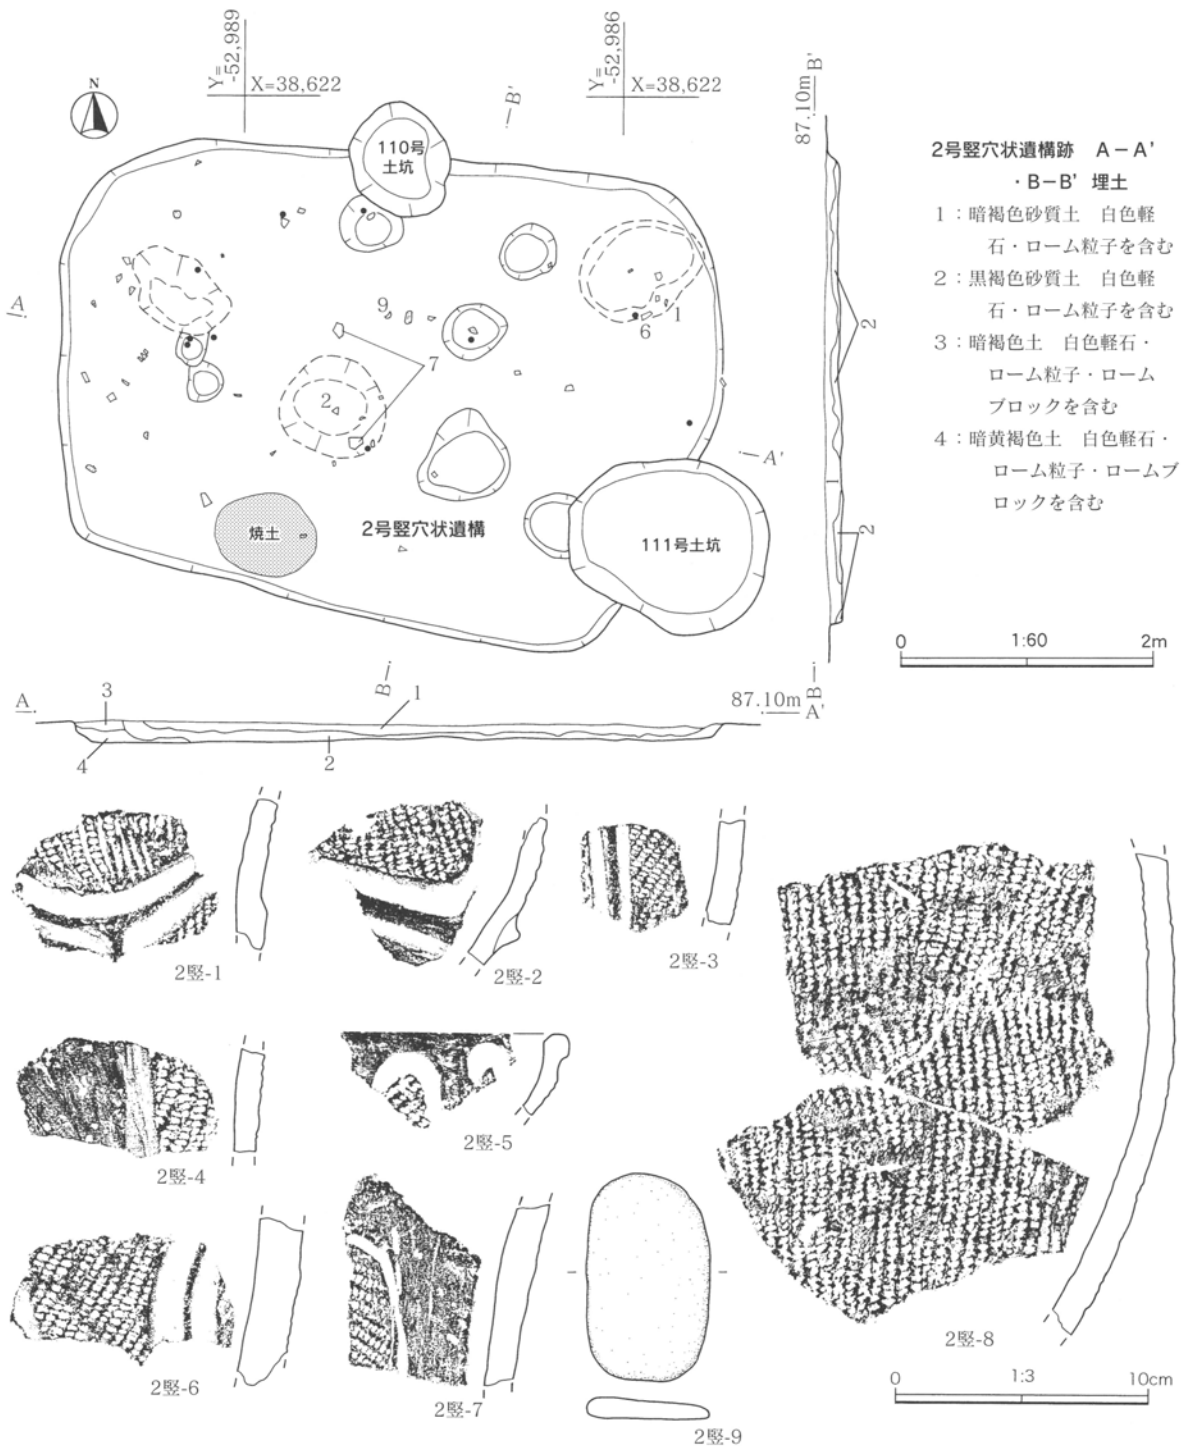 Y=-52,989
X=38,622
Y=-52,986
X=38,622
N
B'
87.10m B'
110号
土坑
2号竪穴状遺構跡 A－A'
・B－B' 埋土
1：暗褐色砂質土 白色軽
石・ローム粒子を含む
2：黒褐色砂質土 白色軽
石・ローム粒子を含む
3：暗褐色土 白色軽石・
ローム粒子・ローム
ブロックを含む
4：暗黄褐色土 白色軽石・
ローム粒子・ロームブ
ロックを含む
A
9
6
1
7
2
A'
2
焼土
2号竪穴状遺構
111号土坑
2
0 1:60 2m
B
B
A
3
1
87.10m A'
4
2
2竪-1
2竪-2
2竪-3
2竪-4
2竪-5
2竪-6
2竪-7
2竪-8
2竪-9
0 1:3 10cm